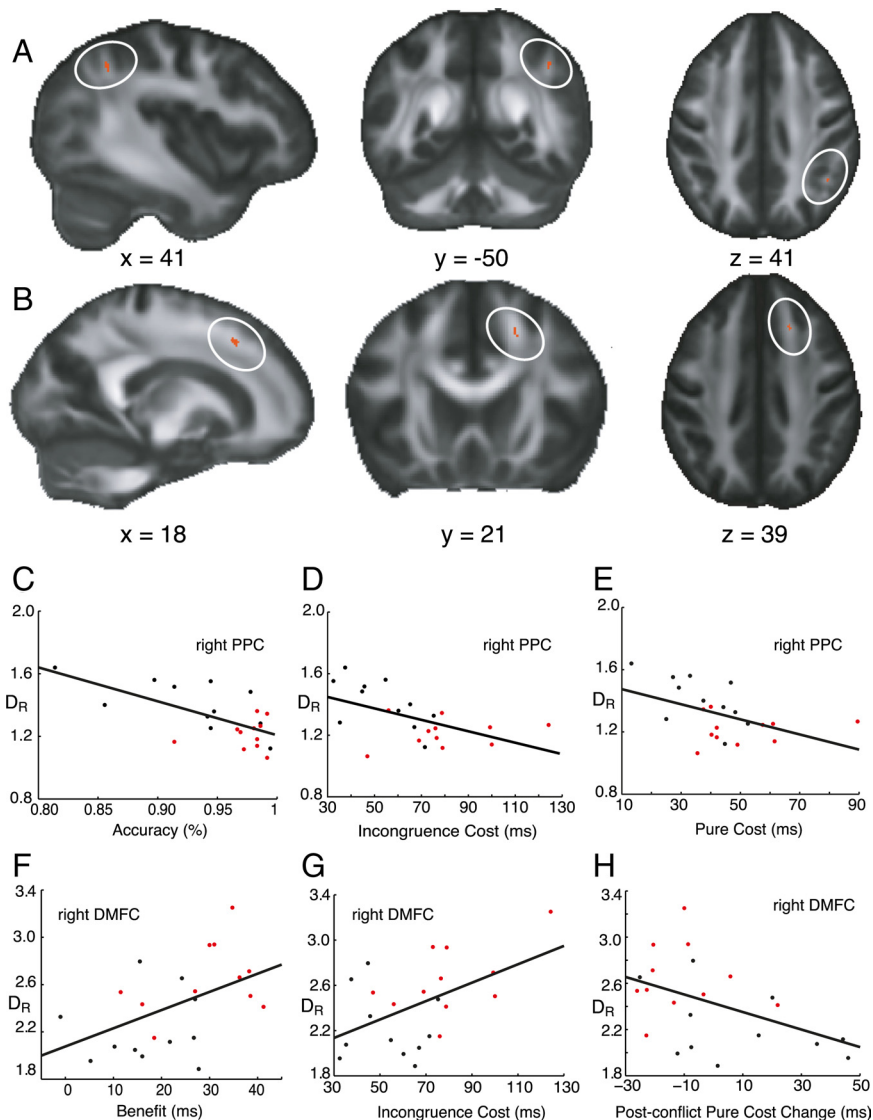 A
x = 41
y = -50
z = 41
B
x = 18
y = 21
z = 39
C
2.0
1.6
1.2
0.8
D_R
right PPC
0.80
0.85
0.90
0.95
1
Accuracy (%)
D
2.0
1.6
1.2
0.8
D_R
right PPC
30
50
70
90
110
130
Incongruence Cost (ms)
E
2.0
1.6
1.2
0.8
D_R
right PPC
10
30
50
70
90
Pure Cost (ms)
F
3.4
3.0
2.6
2.2
1.8
D_R
right DMFC
0
10
20
30
40
Benefit (ms)
G
3.4
3.0
2.6
2.2
1.8
D_R
right DMFC
30
50
70
90
110
130
Incongruence Cost (ms)
H
3.4
3.0
2.6
2.2
1.8
D_R
right DMFC
−30
−10
10
30
50
Post-conflict Pure Cost Change (ms)